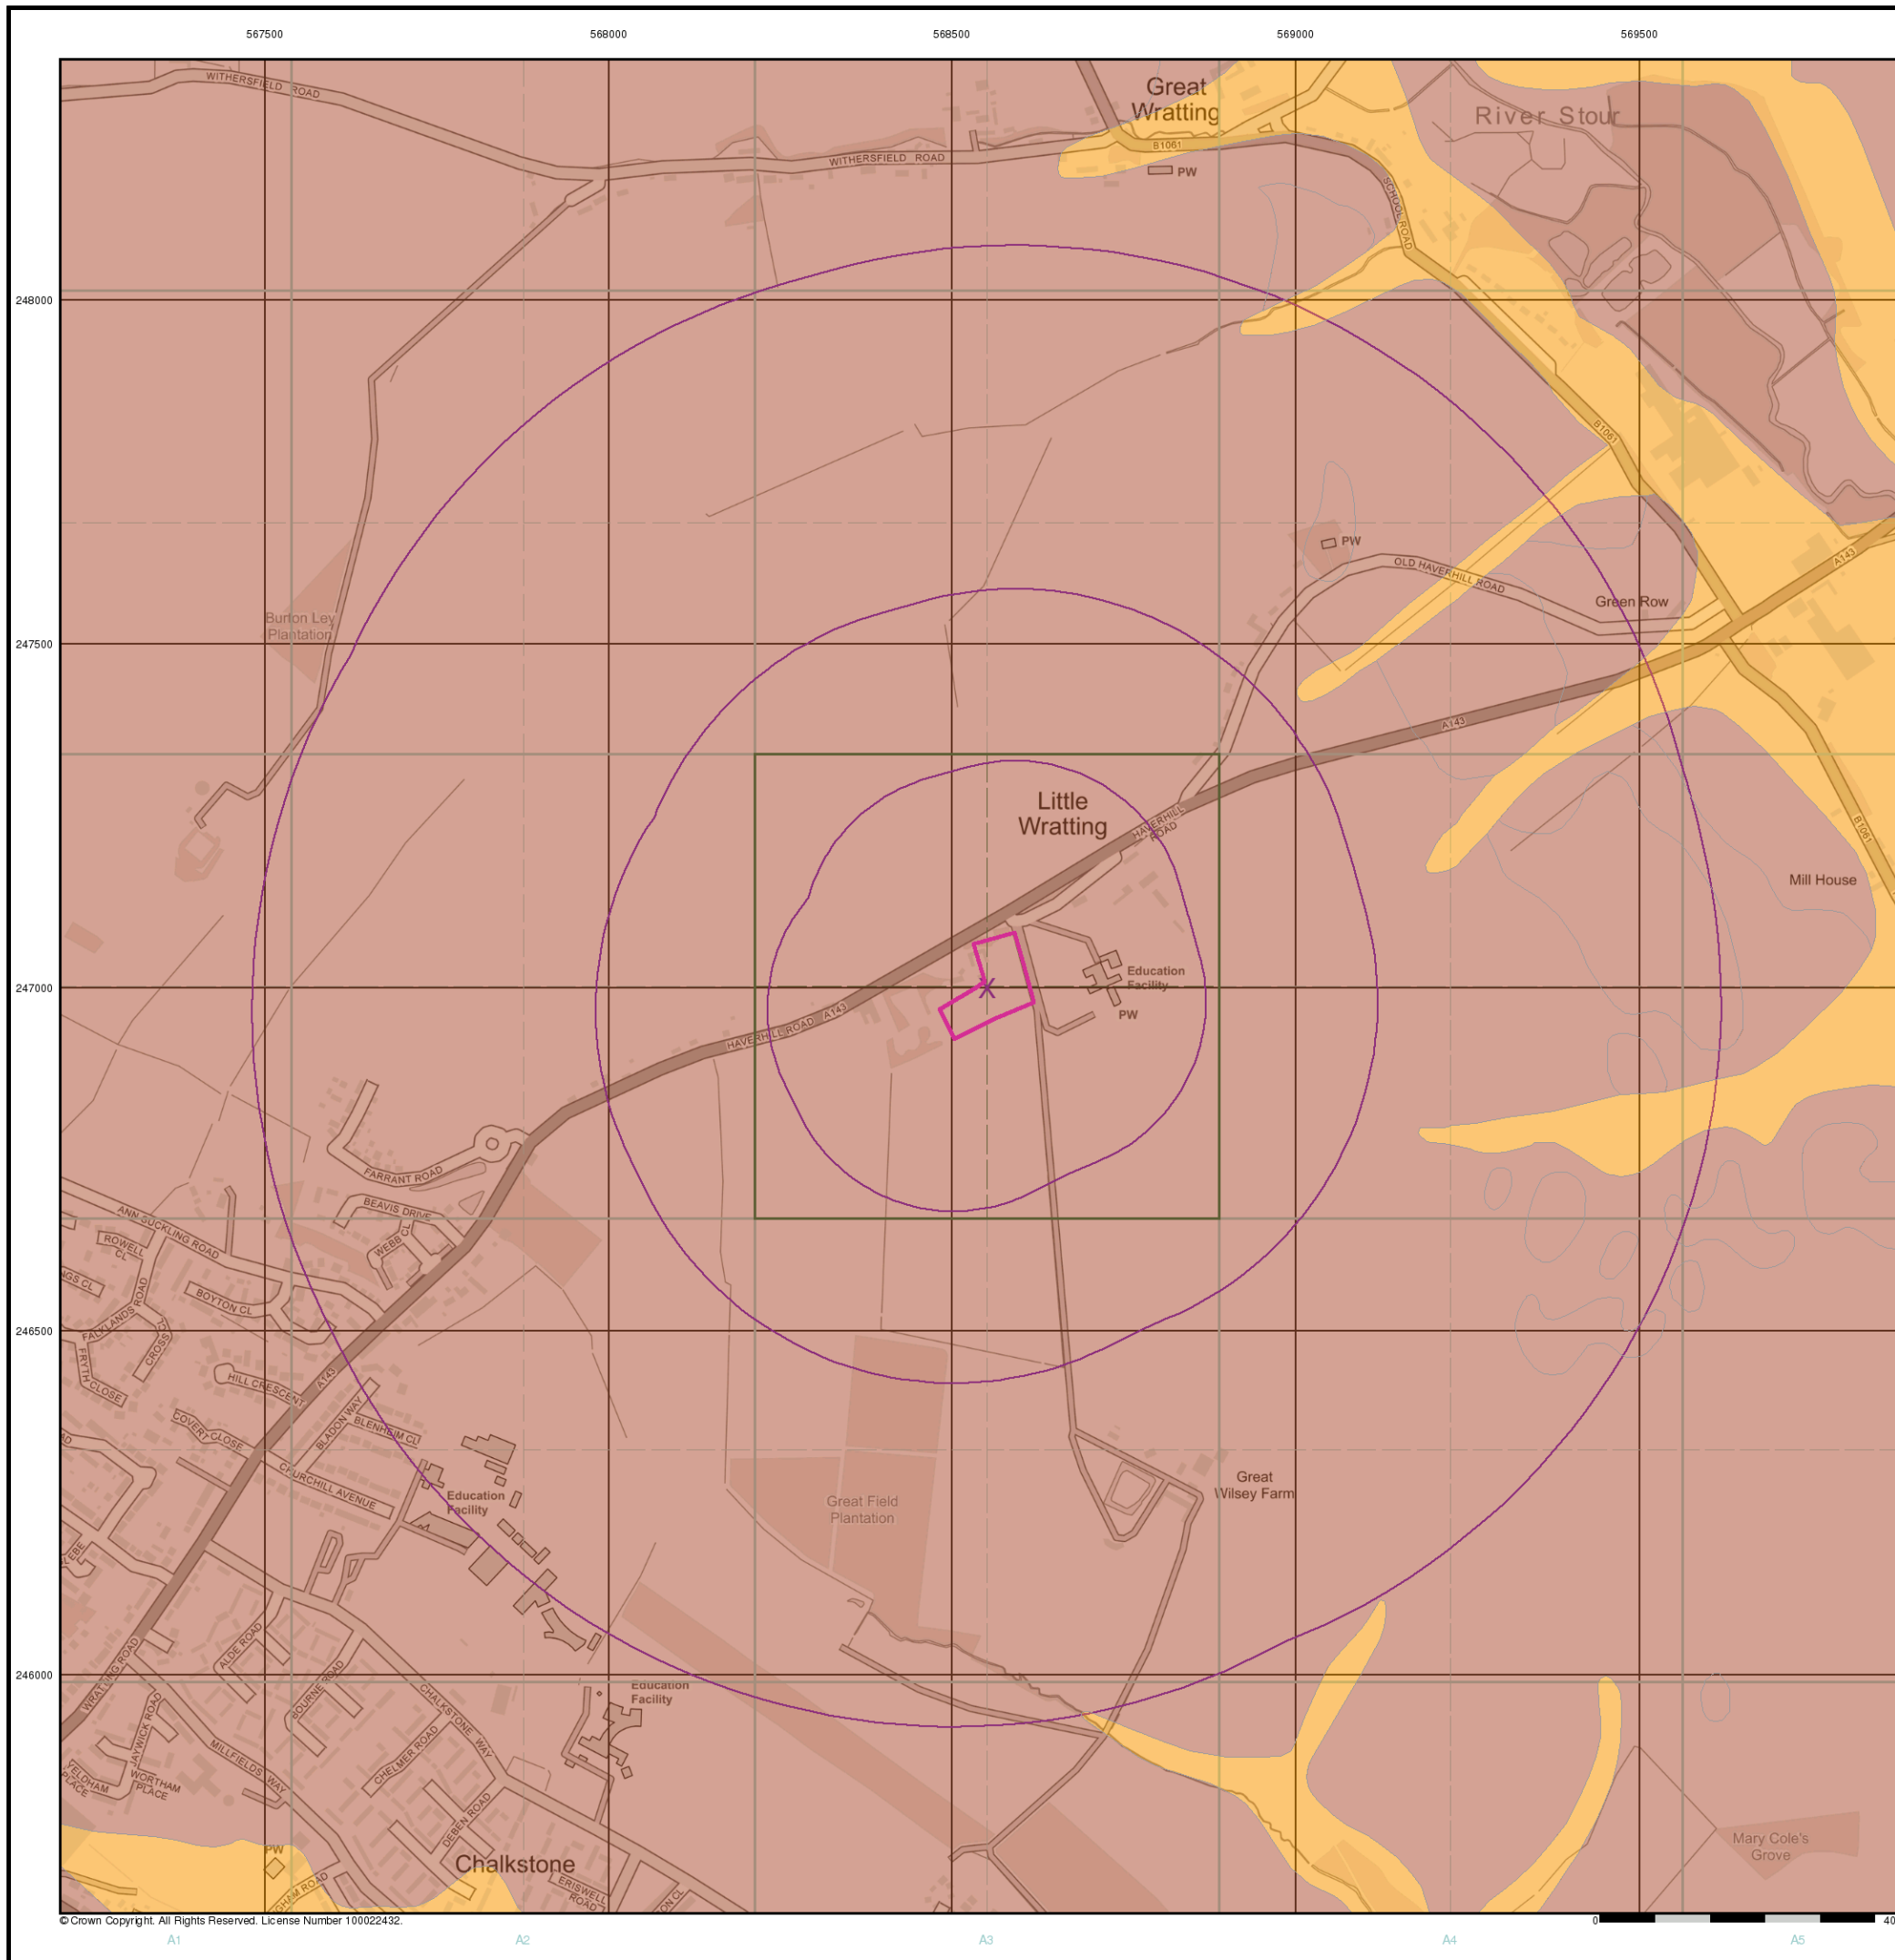 567500 568000 568500 569000 569500
WITHERSFIELD ROAD
Great
Wratting
River Stour
B1061
WITHERSFIELD ROAD
PW
SCHOOL ROAD
248000
B1061
PW
A143
OLD HAVERHILL ROAD
Green Row
Burton Ley
Plantation
247500
A143
Little
Wratting
HAVERHILL
ROAD
B1061
Mill House
Education
Facility
247000
PW
HAVERHILL ROAD A143
FARRANT ROAD
BEAVIS DRIVE
ANN SUCKLING ROAD
WEBB CL
ROWELL
CL
NGS CL
BOYTON CL
FALKLANDS ROAD
CROSS CL
246500
FRYTH CLOSE
HILL CRESCENT
A143
BLADON WAY
COVERT CLOSE
BLENHEIM CL
CHURCHILL AVENUE
Great
Wilsey Farm
Education
Facility
Great Field
Plantation
WRATTING ROAD
ALDE ROAD
246000
BOURNE ROAD
Education
Facility
CHALKSTONE WAY
MILLFIELDS WAY
CHELMER ROAD
WORTHAM
PLACE
PLACE
DEBEN ROAD
Mary Cole's
Grove
PW
Chalkstone
ERISWELL
ROAD
© Crown Copyright. All Rights Reserved. License Number 100022432.
0
A1 A2 A3 A4 A5